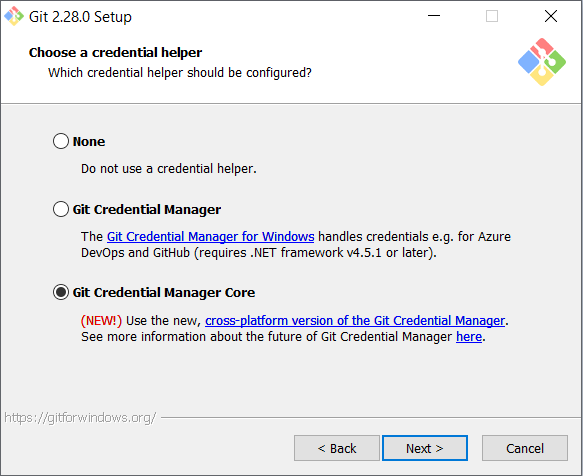 Git 2.28.0 Setup
Choose a credential helper
Which credential helper should be configured?
None
Do not use a credential helper.
Git Credential Manager
The Git Credential Manager for Windows handles credentials e.g. for Azure
DevOps and GitHub (requires .NET framework v4.5.1 or later).
Git Credential Manager Core
(NEW!) Use the new, cross-platform version of the Git Credential Manager.
See more information about the future of Git Credential Manager here.
https://gitforwindows.org/
< Back Next > Cancel